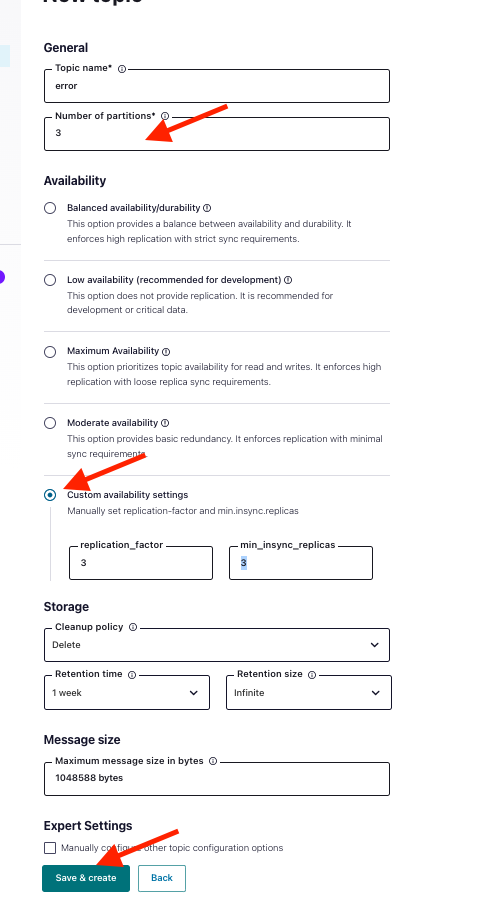 General
Topic name*
error
Number of partitions*
3
Availability
Balanced availability/durability
This option provides a balance between availability and durability. It
enforces high replication with strict sync requirements.
Low availability (recommended for development)
This option does not provide replication. It is recommended for
development or critical data.
Maximum Availability
This option prioritizes topic availability for read and writes. It enforces high
replication with loose replica sync requirements.
Moderate availability
This option provides basic redundancy. It enforces replication with minimal
sync requirements.
Custom availability settings
Manually set replication-factor and min.insync.replicas
replication_factor
3
min_insync_replicas
3
Storage
Cleanup policy
Delete
Retention time
1 week
Retention size
Infinite
Message size
Maximum message size in bytes
1048588 bytes
Expert Settings
Manually configure other topic configuration options
Save & create
Back